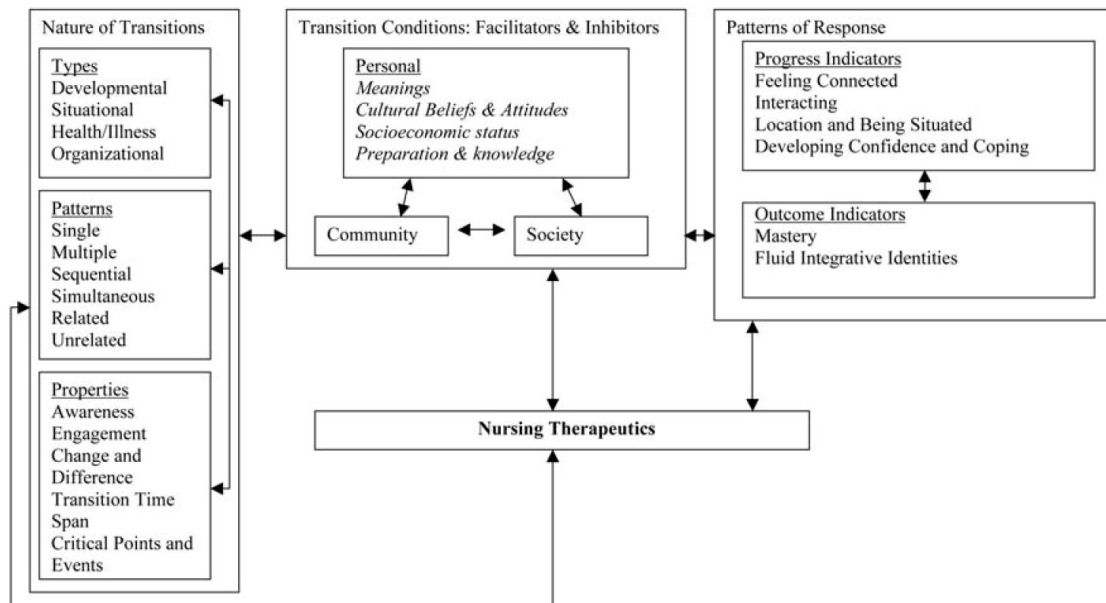 Nature of Transitions
Types
Developmental
Situational
Health/Illness
Organizational
Patterns
Single
Multiple
Sequential
Simultaneous
Related
Unrelated
Properties
Awareness
Engagement
Change and
Difference
Transition Time
Span
Critical Points and
Events
Transition Conditions: Facilitators & Inhibitors
Personal
Meanings
Cultural Beliefs & Attitudes
Socioeconomic status
Preparation & knowledge
Community
Society
Patterns of Response
Progress Indicators
Feeling Connected
Interacting
Location and Being Situated
Developing Confidence and Coping
Outcome Indicators
Mastery
Fluid Integrative Identities
Nursing Therapeutics